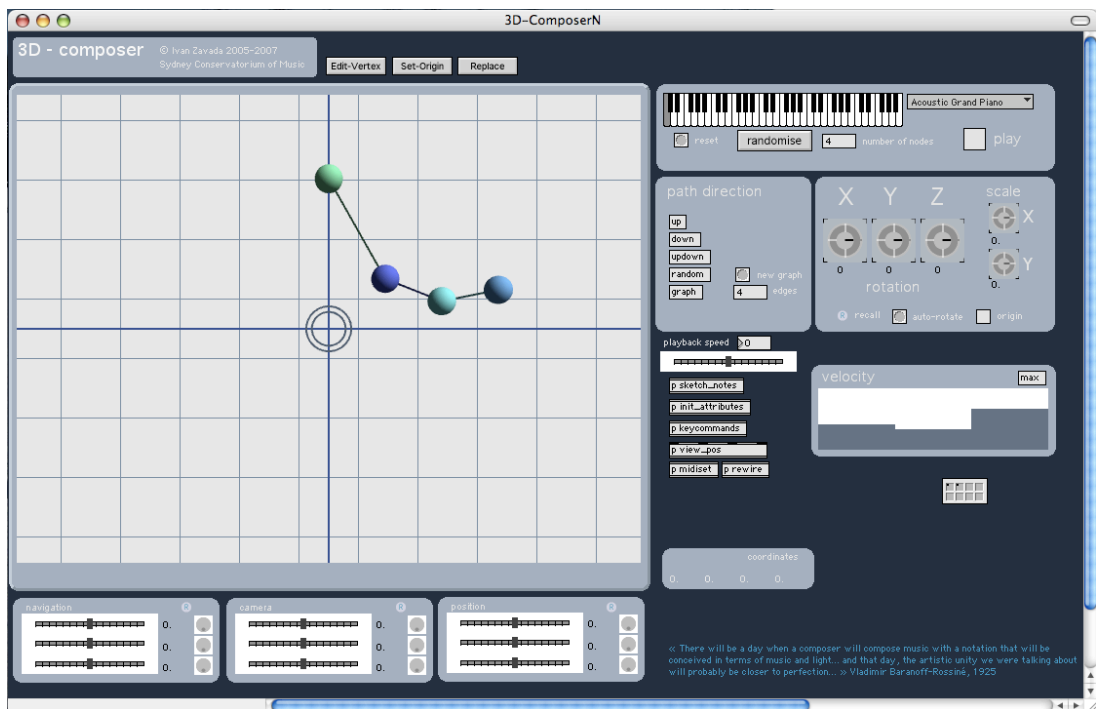 3D-ComposerN
3D - composer
© Ivan Zavada 2005-2007
Sydney Conservatorium of Music
Edit-Vertex
Set-Origin
Replace
Acoustic Grand Piano
reset
randomise
4
number of nodes
play
path direction
up
down
updown
random
new graph
graph
4
edges
X
Y
Z
scale
X
0.
Y
0.
0
0
0
rotation
R
recall
auto-rotate
origin
playback speed
0
p sketch_notes
p init_attributes
p keycommands
p view_pos
p midiset
p rewire
velocity
max
coordinates
0. 0. 0. 0.
navigation
R
0.
0.
0.
camera
R
0.
0.
0.
position
R
0.
0.
0.
« There will be a day when a composer will compose music with a notation that will be
conceived in terms of music and light... and that day, the artistic unity we were talking about
will probably be closer to perfection... » Vladimir Baranoff-Rossiné, 1925